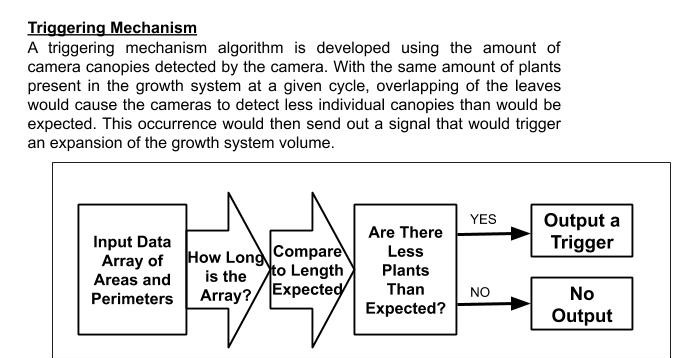 Triggering Mechanism
A triggering mechanism algorithm is developed using the amount of
camera canopies detected by the camera. With the same amount of plants
present in the growth system at a given cycle, overlapping of the leaves
would cause the cameras to detect less individual canopies than would be
expected. This occurrence would then send out a signal that would trigger
an expansion of the growth system volume.
Input Data
Array of
Areas and
Perimeters
How Long
is the
Array?
Compare
to Length
Expected
Are There
Less
Plants
Than
Expected?
YES
Output a
Trigger
NO
No
Output